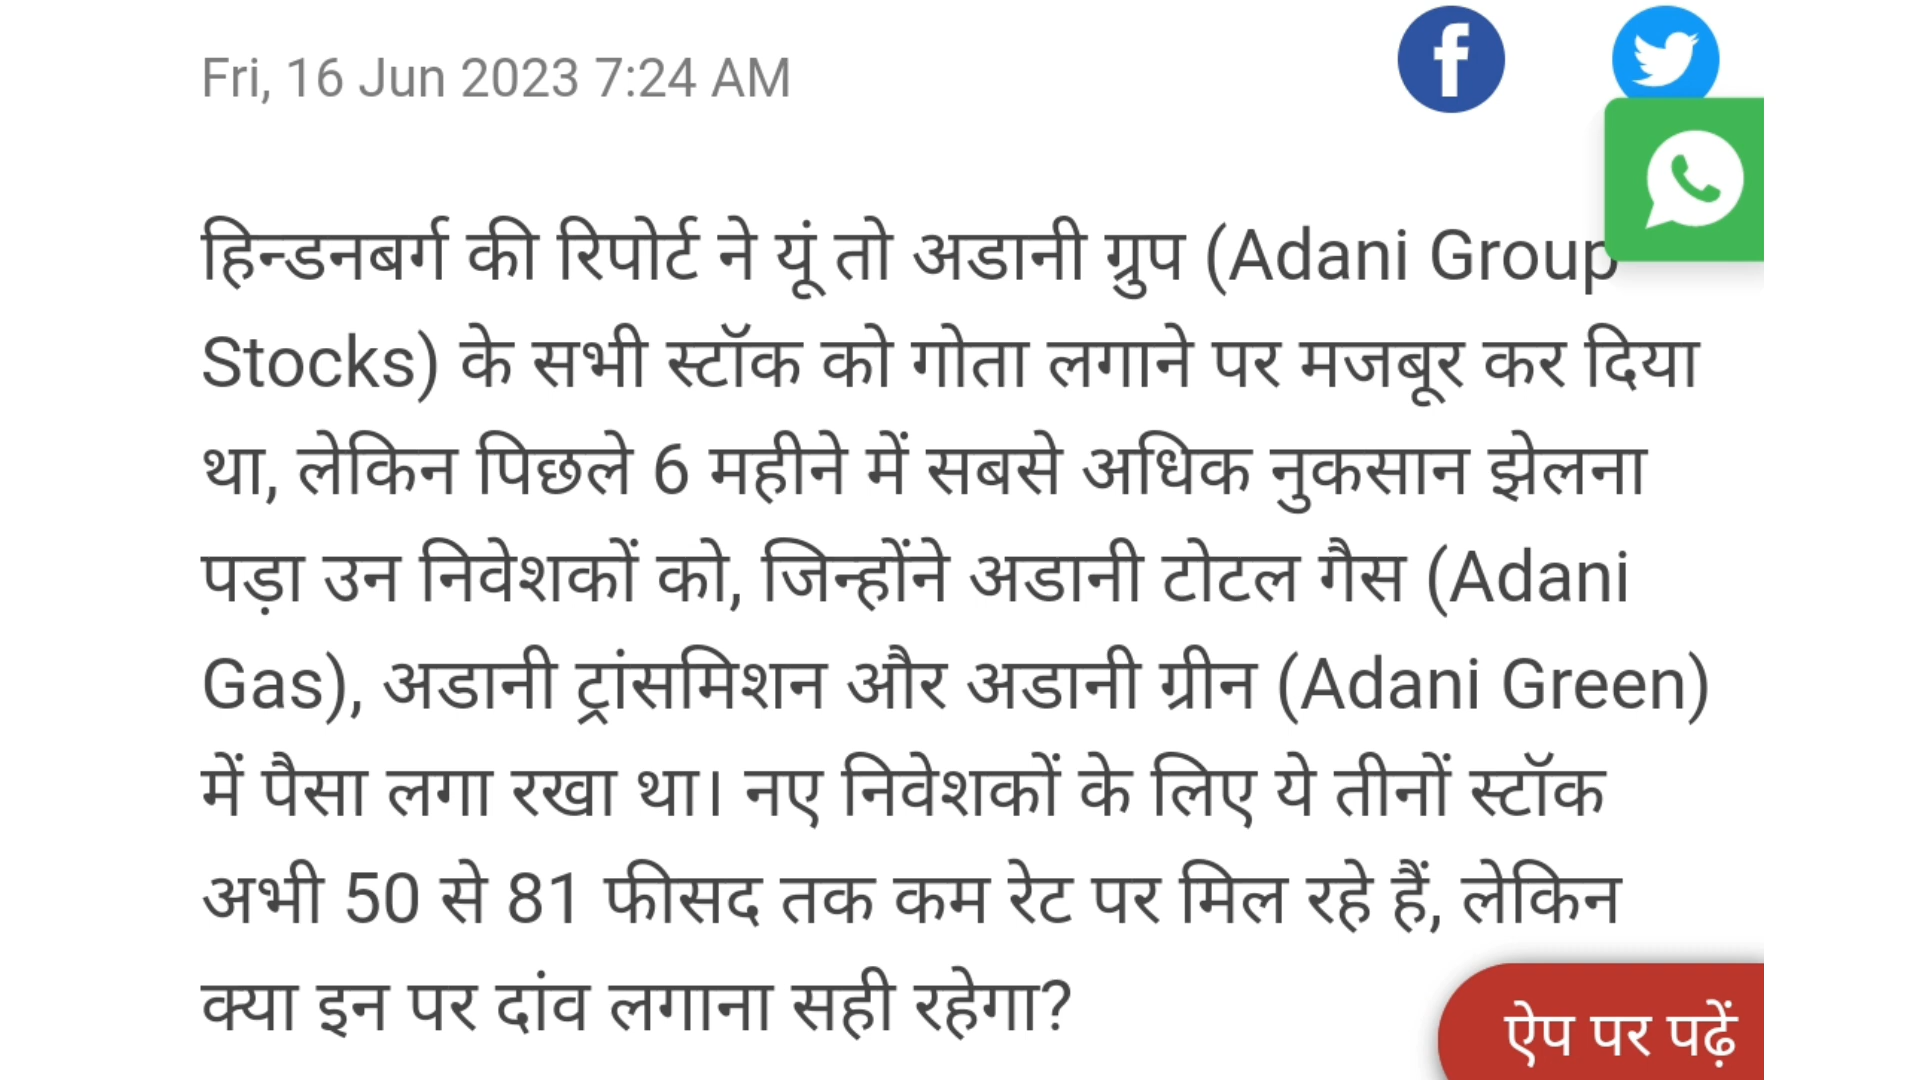 Fri, 16 Jun 2023 7:24 AM
हिन्डनबर्ग की रिपोर्ट ने यूं तो अडानी ग्रुप (Adani Group
Stocks) के सभी स्टॉक को गोता लगाने पर मजबूर कर दिया
था, लेकिन पिछले 6 महीने में सबसे अधिक नुकसान झेलना
पड़ा उन निवेशकों को, जिन्होंने अडानी टोटल गैस (Adani
Gas), अडानी ट्रांसमिशन और अडानी ग्रीन (Adani Green)
में पैसा लगा रखा था। नए निवेशकों के लिए ये तीनों स्टॉक
अभी 50 से 81 फीसद तक कम रेट पर मिल रहे हैं, लेकिन
क्या इन पर दांव लगाना सही रहेगा?
ऐप पर पढ़ें